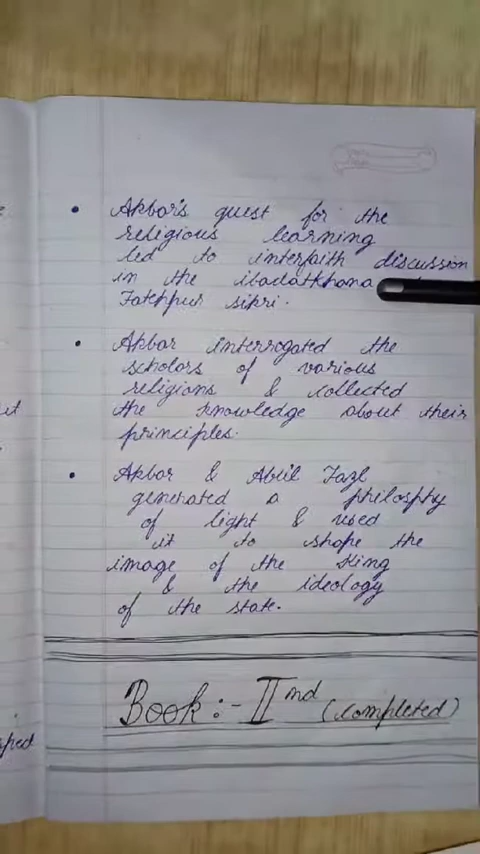 • Akbar's quest for the
religious learning
led to interfaith discussion
in the ibadatkhana
Fatehpur sikri.
• Akbar interrogated the
scholars of various
religions & collected
the knowledge about their
principles.
• Akbar & Abul Fazl
generated a philosphy
of light & used
it to shape the
image of the king
& the ideology
of the state.
Book :- IInd (completed)